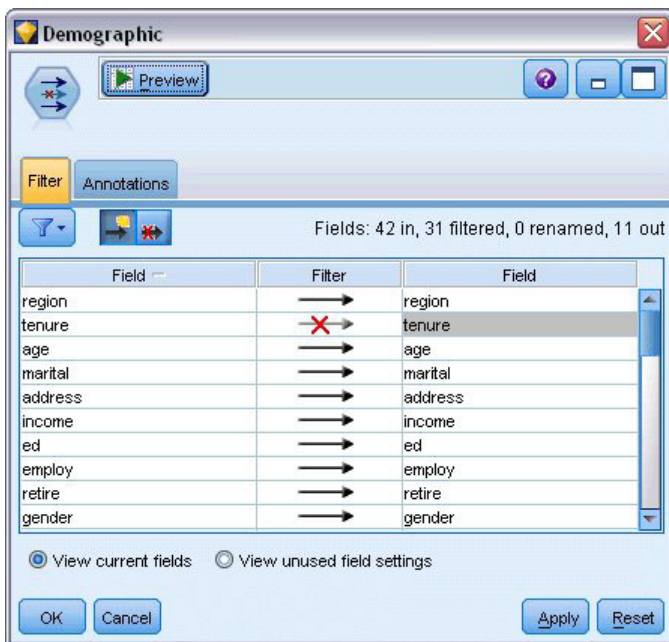 Demographic
Preview
?
Filter
Annotations
Fields: 42 in, 31 filtered, 0 renamed, 11 out
Field Filter Field
region region
tenure tenure
age age
marital marital
address address
income income
ed ed
employ employ
retire retire
gender gender
View current fields View unused field settings
OK Cancel Apply Reset